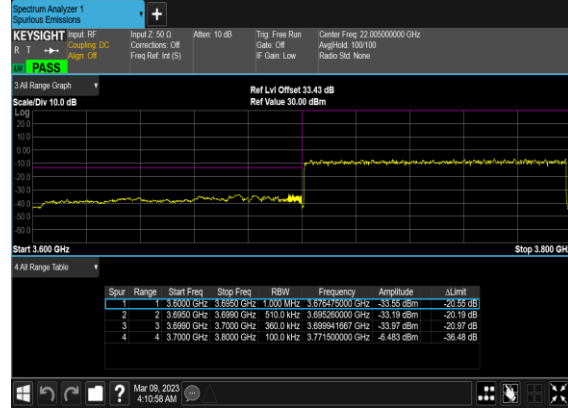 Spectrum Analyzer 1
Spurious Emissions
+
KEYSIGHT Input: RF Input Z: 50 Ω Atten: 10 dB Trig: Free Run Center Freq: 22.005000000 GHz
R T Coupling: DC Corrections: Off Gate: Off Avg|Hold: 100/100
Align: Off Freq Ref: Int (S) IF Gain: Low Radio Std: None
PASS
3 All Range Graph
Ref Lvl Offset 33.43 dB
Scale/Div 10.0 dB Ref Value 30.00 dBm
Log
20.0
10.0
0.00
-10.0
-20.0
-30.0
-40.0
-50.0
-60.0
Start 3.600 GHz Stop 3.800 GH
4 All Range Table
Spur Range Start Freq Stop Freq RBW Frequency Amplitude ΔLimit
1 1 3.6000 GHz 3.6950 GHz 1.000 MHz 3.676475000 GHz -33.55 dBm -20.55 dB
2 2 3.6950 GHz 3.6990 GHz 510.0 kHz 3.695260000 GHz -33.19 dBm -20.19 dB
3 3 3.6990 GHz 3.7000 GHz 360.0 kHz 3.699941667 GHz -33.97 dBm -20.97 dB
4 4 3.7000 GHz 3.8000 GHz 100.0 kHz 3.771500000 GHz -6.483 dBm -36.48 dB
? Mar 09, 2023
4:10:58 AM